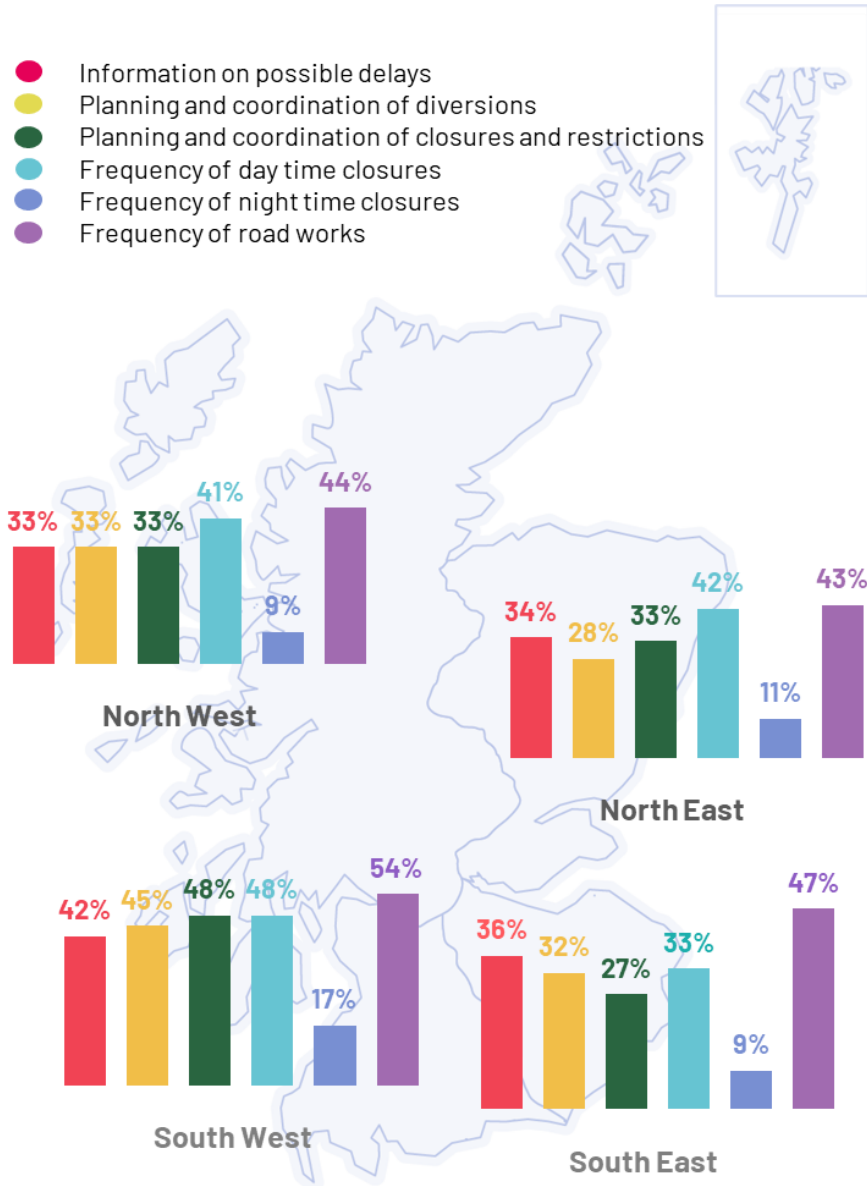 Information on possible delays
Planning and coordination of diversions
Planning and coordination of closures and restrictions
Frequency of day time closures
Frequency of night time closures
Frequency of road works
33% 33% 33% 41% 9% 44%
North West
34% 28% 33% 42% 11% 43%
North East
42% 45% 48% 48% 17% 54%
South West
36% 32% 27% 33% 9% 47%
South East